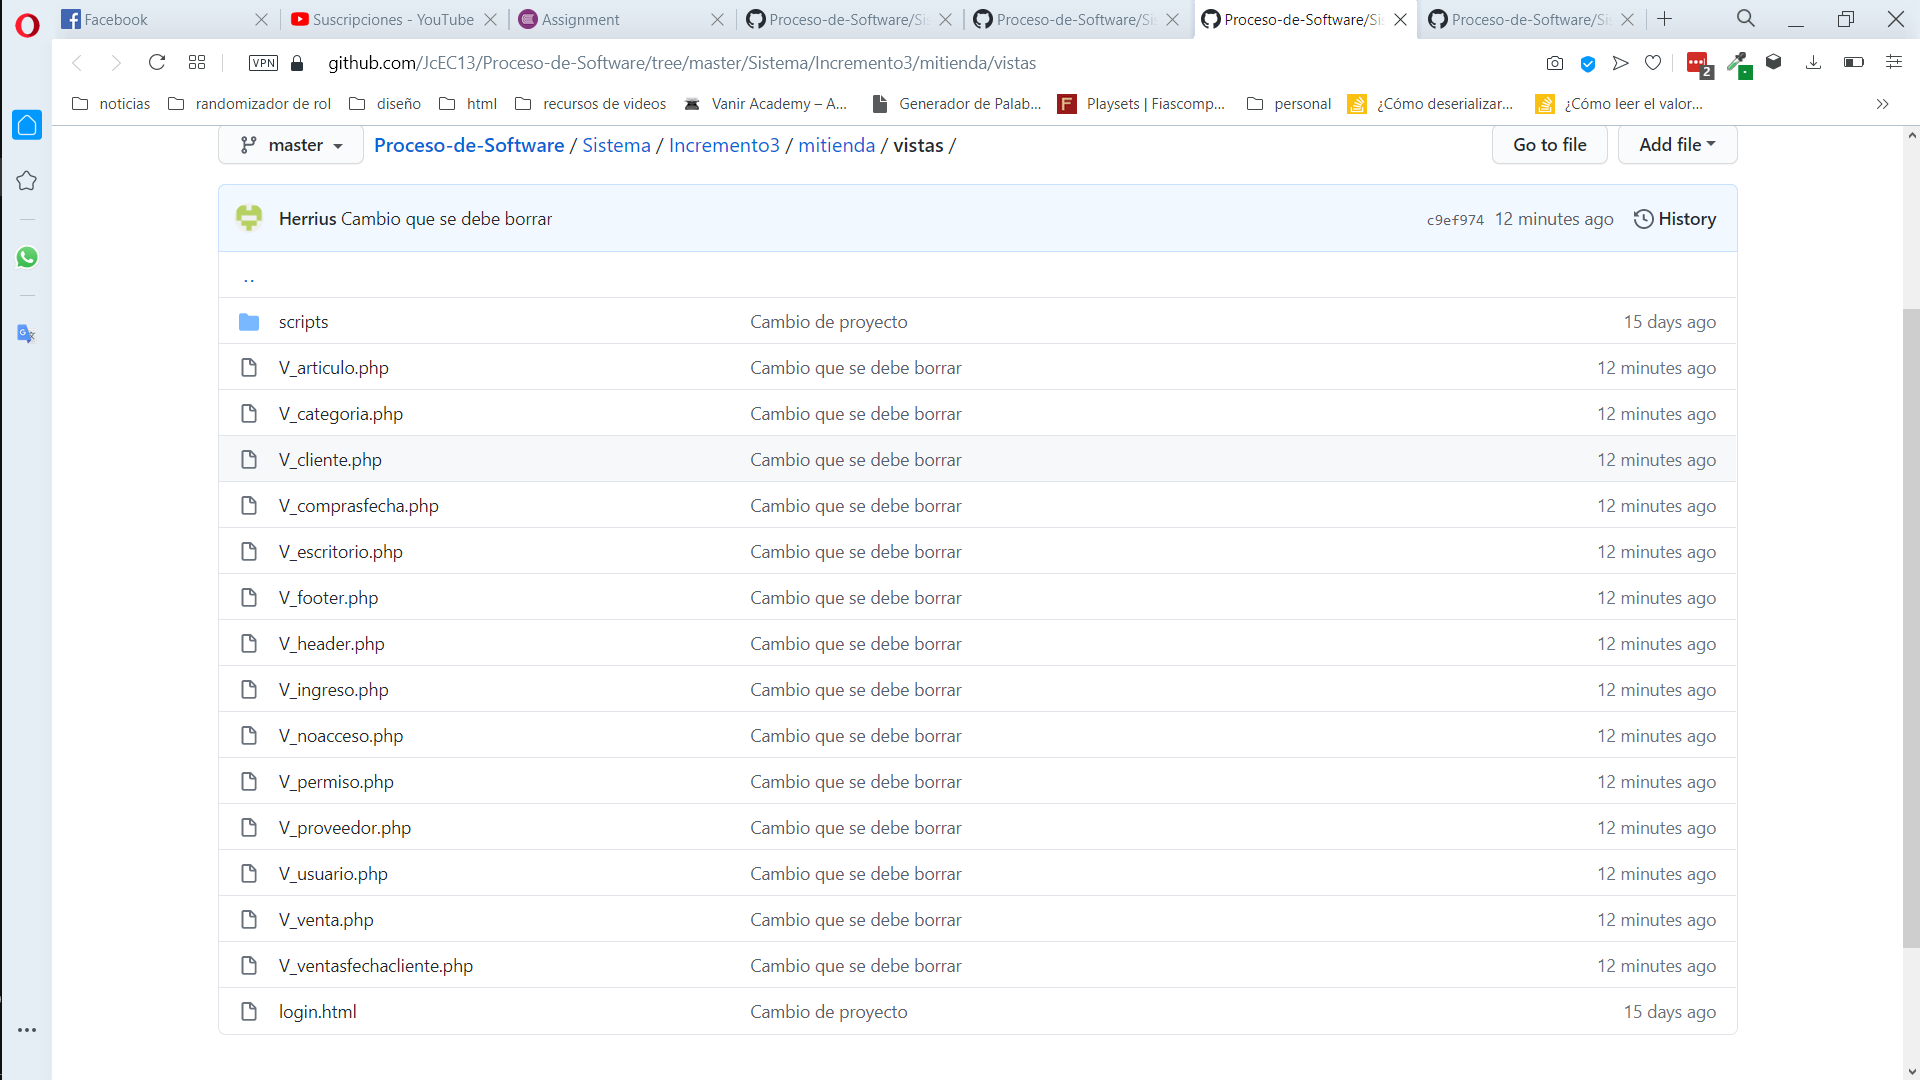 Facebook
Suscripciones - YouTube
Assignment
Proceso-de-Software/Si
Proceso-de-Software/Si
Proceso-de-Software/Si
Proceso-de-Software/Si
VPN
github.com/JcEC13/Proceso-de-Software/tree/master/Sistema/Incremento3/mitienda/vistas
2
noticias
randomizador de rol
diseño
html
recursos de videos
Vanir Academy – A...
Generador de Palab...
Playsets | Fiascomp...
personal
¿Cómo deserializar...
¿Cómo leer el valor...
master
Proceso-de-Software / Sistema / Incremento3 / mitienda / vistas /
Go to file
Add file
Herrius Cambio que se debe borrar
c9ef974 12 minutes ago
History
..
scripts Cambio de proyecto 15 days ago
V_articulo.php Cambio que se debe borrar 12 minutes ago
V_categoria.php Cambio que se debe borrar 12 minutes ago
V_cliente.php Cambio que se debe borrar 12 minutes ago
V_comprasfecha.php Cambio que se debe borrar 12 minutes ago
V_escritorio.php Cambio que se debe borrar 12 minutes ago
V_footer.php Cambio que se debe borrar 12 minutes ago
V_header.php Cambio que se debe borrar 12 minutes ago
V_ingreso.php Cambio que se debe borrar 12 minutes ago
V_noacceso.php Cambio que se debe borrar 12 minutes ago
V_permiso.php Cambio que se debe borrar 12 minutes ago
V_proveedor.php Cambio que se debe borrar 12 minutes ago
V_usuario.php Cambio que se debe borrar 12 minutes ago
V_venta.php Cambio que se debe borrar 12 minutes ago
V_ventasfechacliente.php Cambio que se debe borrar 12 minutes ago
login.html Cambio de proyecto 15 days ago